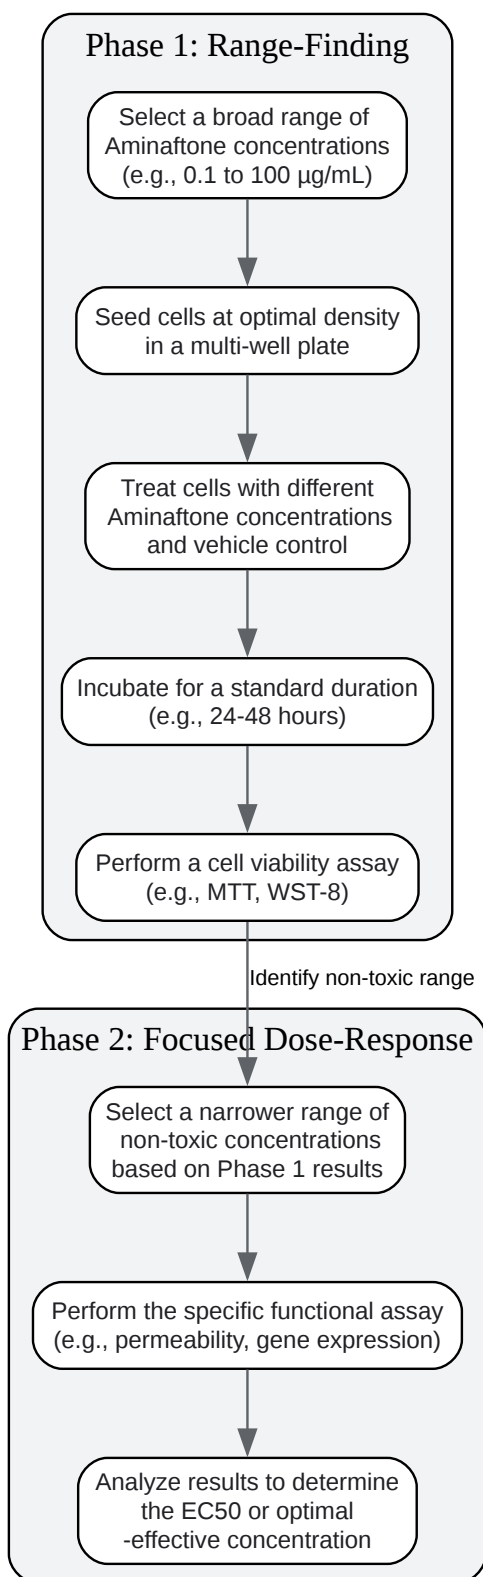 Phase 1: Range-Finding
Select a broad range of
Aminaftone concentrations
(e.g., 0.1 to 100 µg/mL)
Seed cells at optimal density
in a multi-well plate
Treat cells with different
Aminaftone concentrations
and vehicle control
Incubate for a standard duration
(e.g., 24-48 hours)
Perform a cell viability assay
(e.g., MTT, WST-8)
Identify non-toxic range
Phase 2: Focused Dose-Response
Select a narrower range of
non-toxic concentrations
based on Phase 1 results
Perform the specific functional assay
(e.g., permeability, gene expression)
Analyze results to determine
the EC50 or optimal
-effective concentration